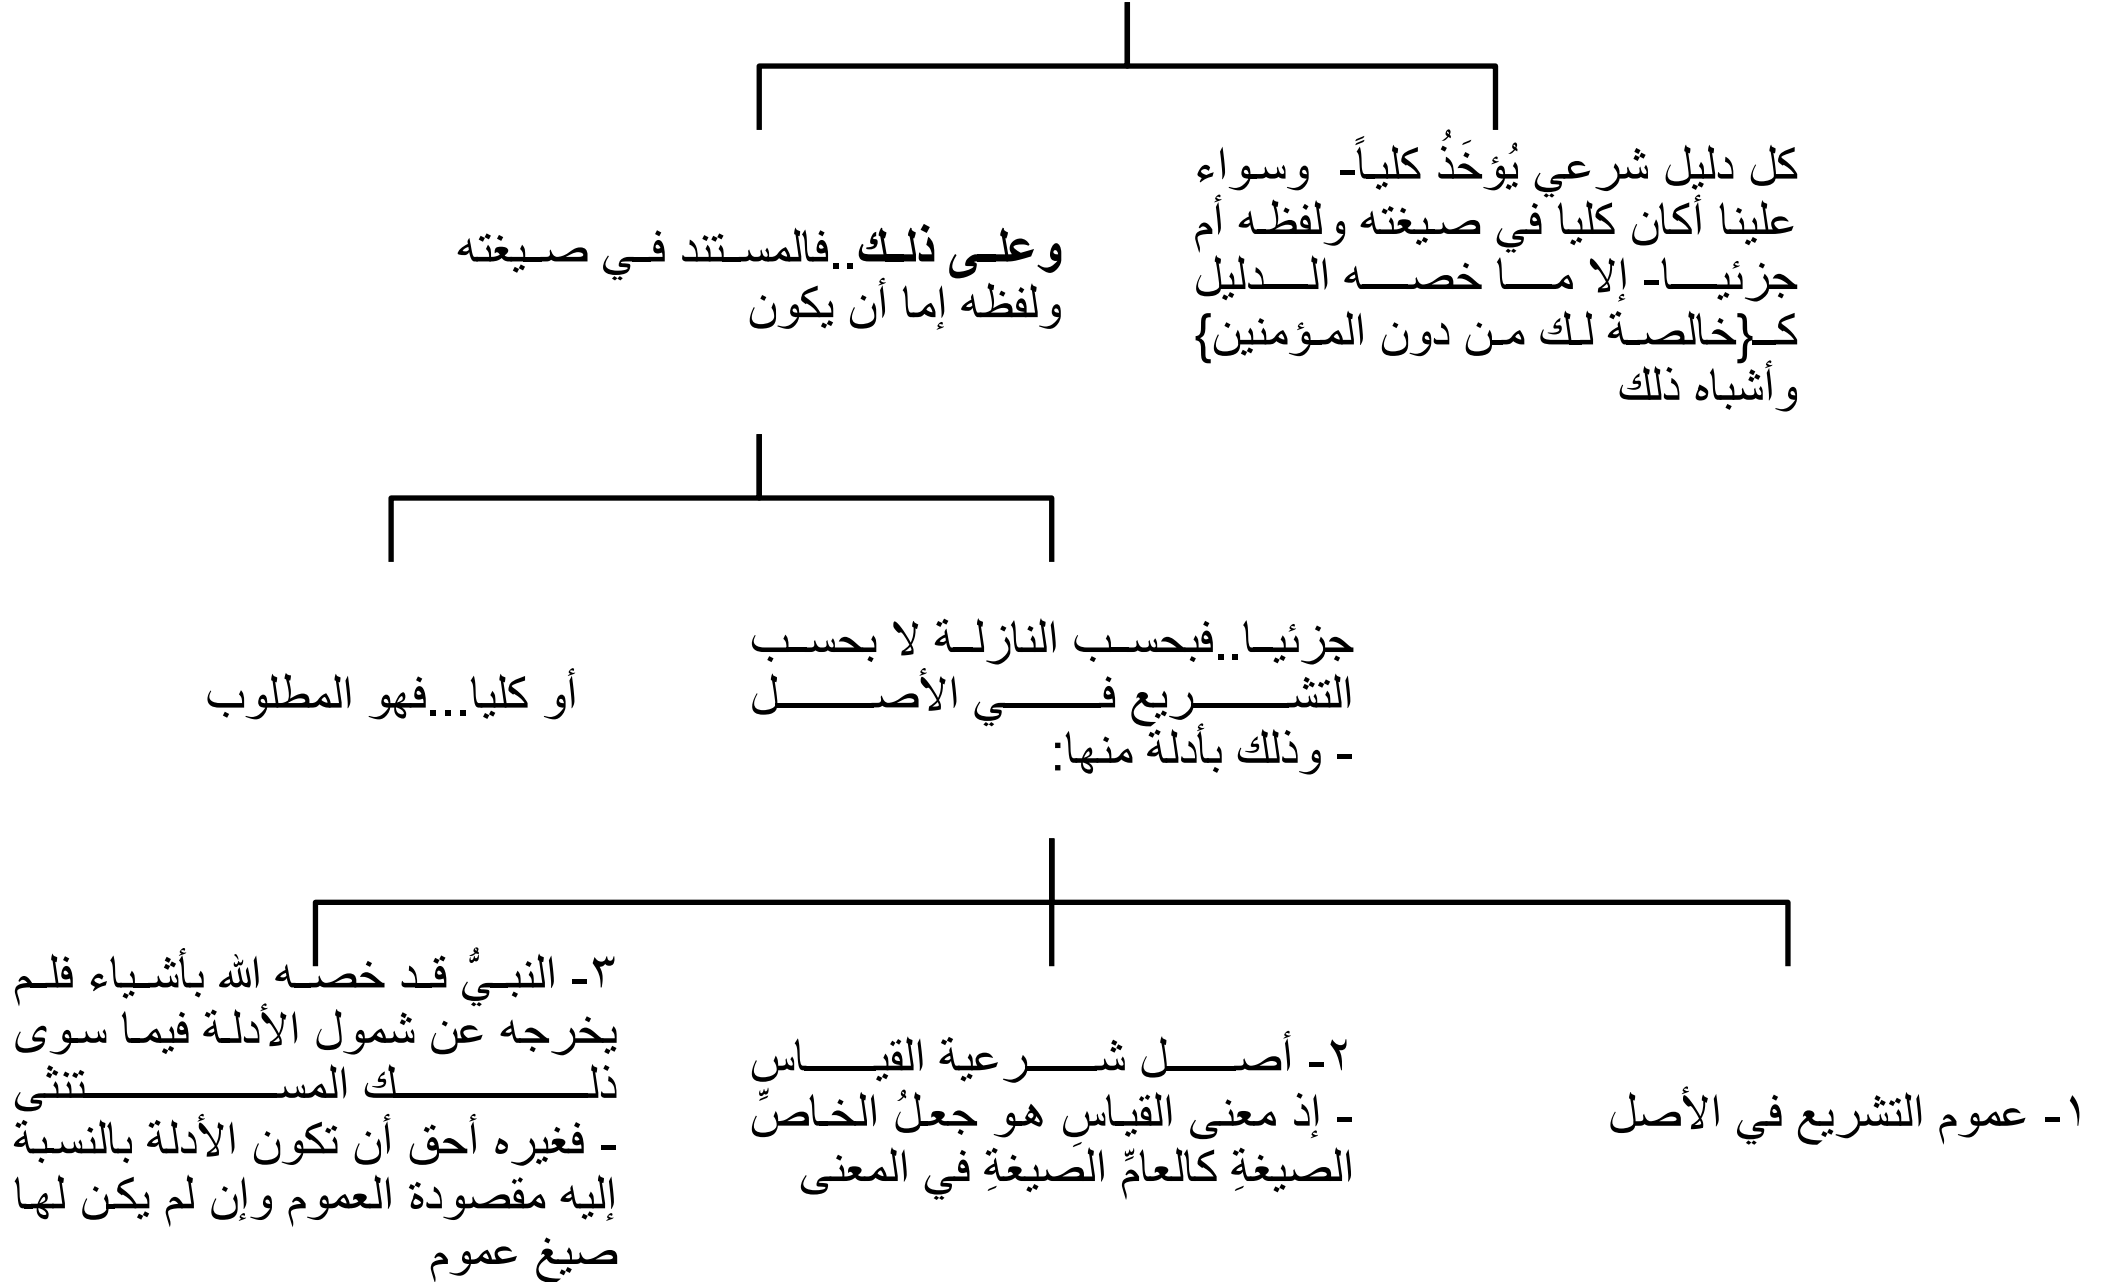 كل دليل شرعي يُؤخَذُ كلياً- وسواء
علينا أكان كليا في صيغته ولفظه أم
جزئيا- إلا ما خصه الدليل
كـ{خالصة لك من دون المؤمنين}
وأشباه ذلك
وعلى ذلك..فالمستند في صيغته
ولفظه إما أن يكون
جزئيا..فبحسب النازلة لا بحسب
التشريع في الأصل
- وذلك بأدلة منها:
أو كليا...فهو المطلوب
١- عموم التشريع في الأصل
٢- أصل شرعية القياس
- إذ معنى القياسِ هو جعلُ الخاصِّ
الصيغةِ كالعامِّ الصَيغةِ في المعنى
٣- النبيُّ قد خصه الله بأشياء فلم
يخرجه عن شمول الأدلة فيما سوى
ذلك المستنثى
- فغيره أحق أن تكون الأدلة بالنسبة
إليه مقصودة العموم وإن لم يكن لها
صيغ عموم